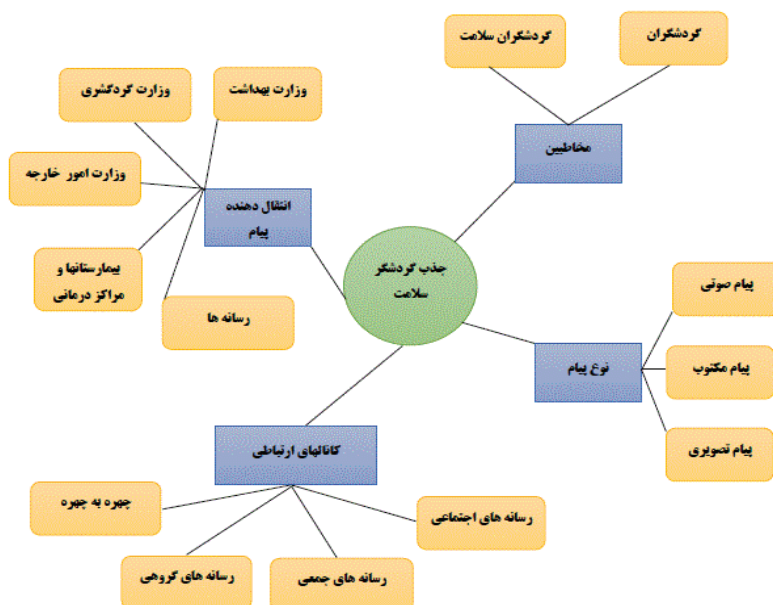 گردشگران
گردشگران سلامت
مخاطبین
وزارت بهداشت
وزارت گردگشری
وزارت امور خارجه
بیمارستانها و
مراکز درمانی
رسانه ها
انتقال دهنده
پیام
جذب گردشگر
سلامت
نوع پیام
پیام صوتی
پیام مکتوب
پیام تصویری
کانالهای ارتباطی
رسانه های اجتماعی
رسانه های جمعی
رسانه های گروهی
چهره به چهره